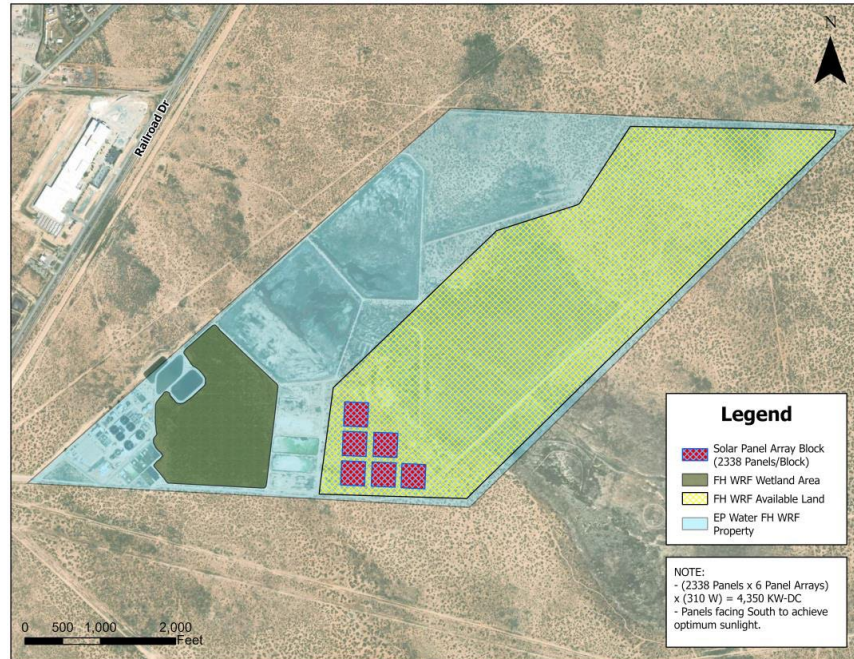 N
Railroad Dr
Legend
Solar Panel Array Block
(2338 Panels/Block)
FH WRF Wetland Area
FH WRF Available Land
EP Water FH WRF
Property
NOTE:
- (2338 Panels x 6 Panel Arrays)
x (310 W) = 4,350 KW-DC
- Panels facing South to achieve
optimum sunlight.
0 500 1,000 2,000
Feet